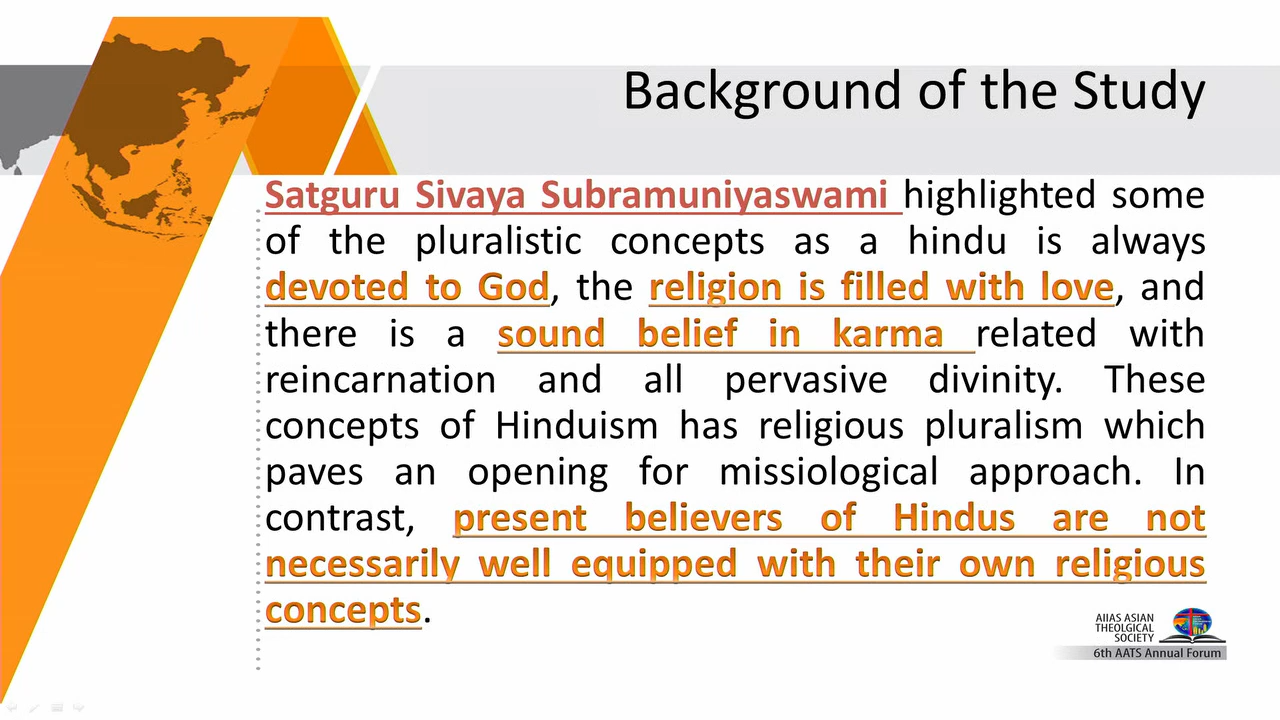 Background of the Study
Satguru Sivaya Subramuniyaswami highlighted some
of the pluralistic concepts as a hindu is always
devoted to God, the religion is filled with love, and
there is a sound belief in karma related with
reincarnation and all pervasive divinity. These
concepts of Hinduism has religious pluralism which
paves an opening for missiological approach. In
contrast, present believers of Hindus are not
necessarily well equipped with their own religious
concepts.
AIIAS ASIAN
THEOLGICAL
SOCIETY
6th AATS Annual Forum